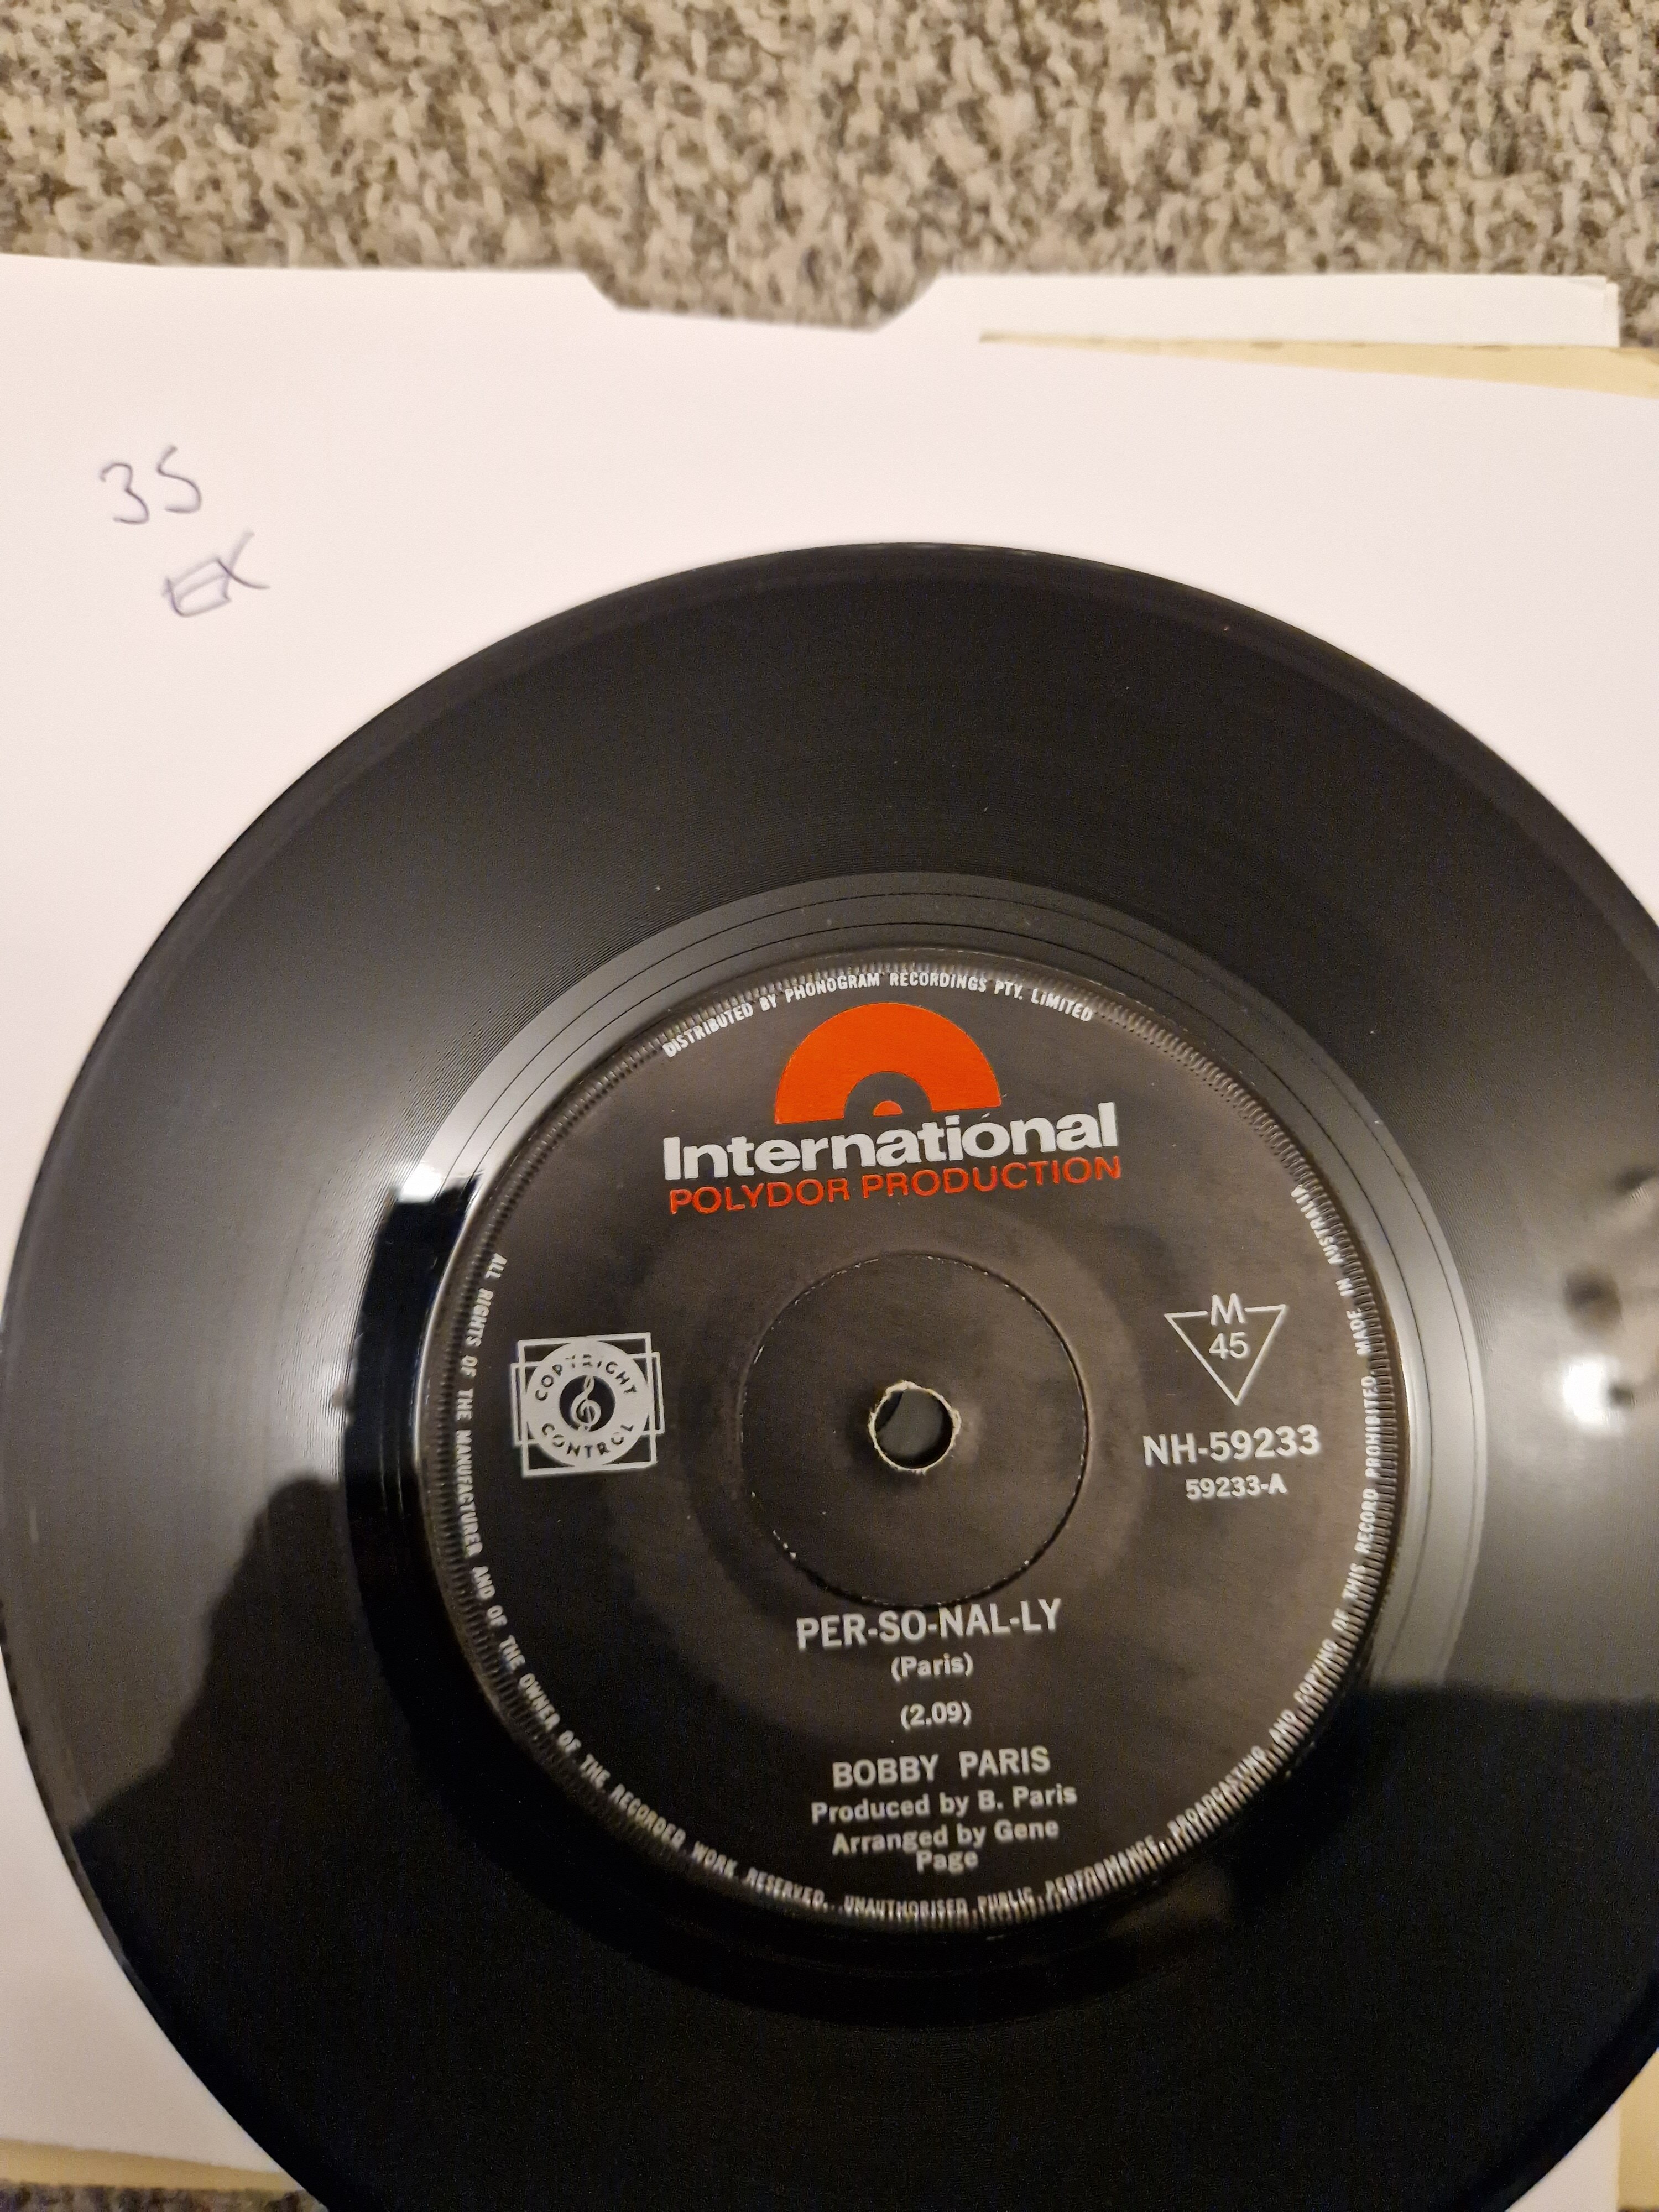 35
EX
DISTRIBUTED BY PHONOGRAM RECORDINGS PTY. LIMITED
International
POLYDOR PRODUCTION
COPYRIGHT
CONTROL
M
45
NH-59233
59233-A
PER-SO-NAL-LY
(Paris)
(2.09)
BOBBY PARIS
Produced by B. Paris
Arranged by Gene
Page
ALL RIGHTS OF THE MANUFACTURER AND OF THE OWNER OF THE RECORDED WORK RESERVED. UNAUTHORISED PUBLIC PERFORMANCE, BROADCASTING AND COPYING OF THIS RECORD PROHIBITED. MADE IN AUSTRALIA